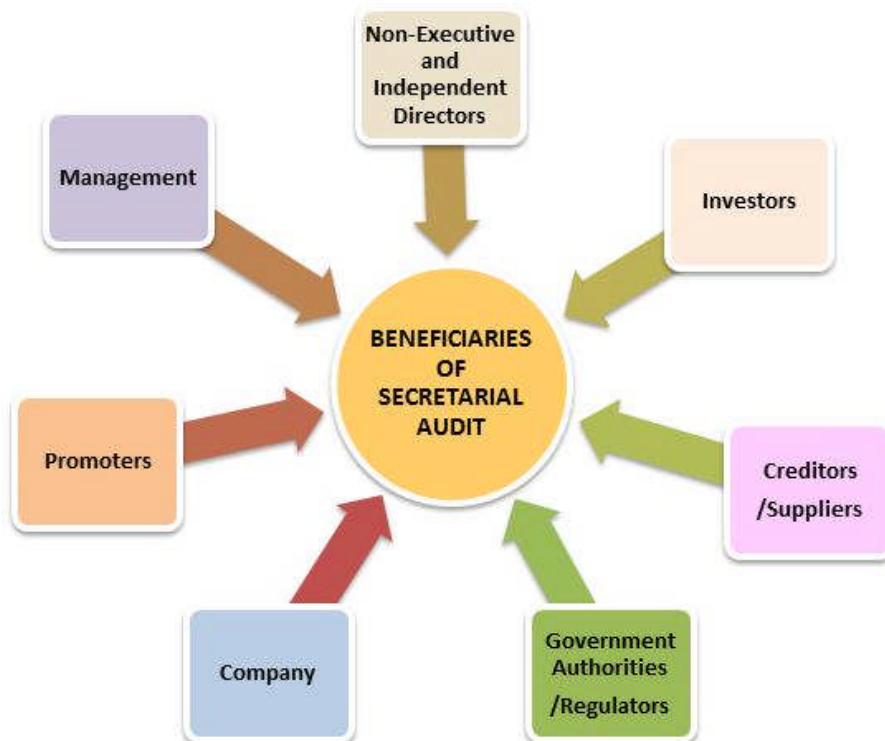 Non-Executive
and
Independent
Directors
Management
Investors
BENEFICIARIES
OF
SECRETARIAL
AUDIT
Promoters
Creditors
/Suppliers
Company
Government
Authorities
/Regulators